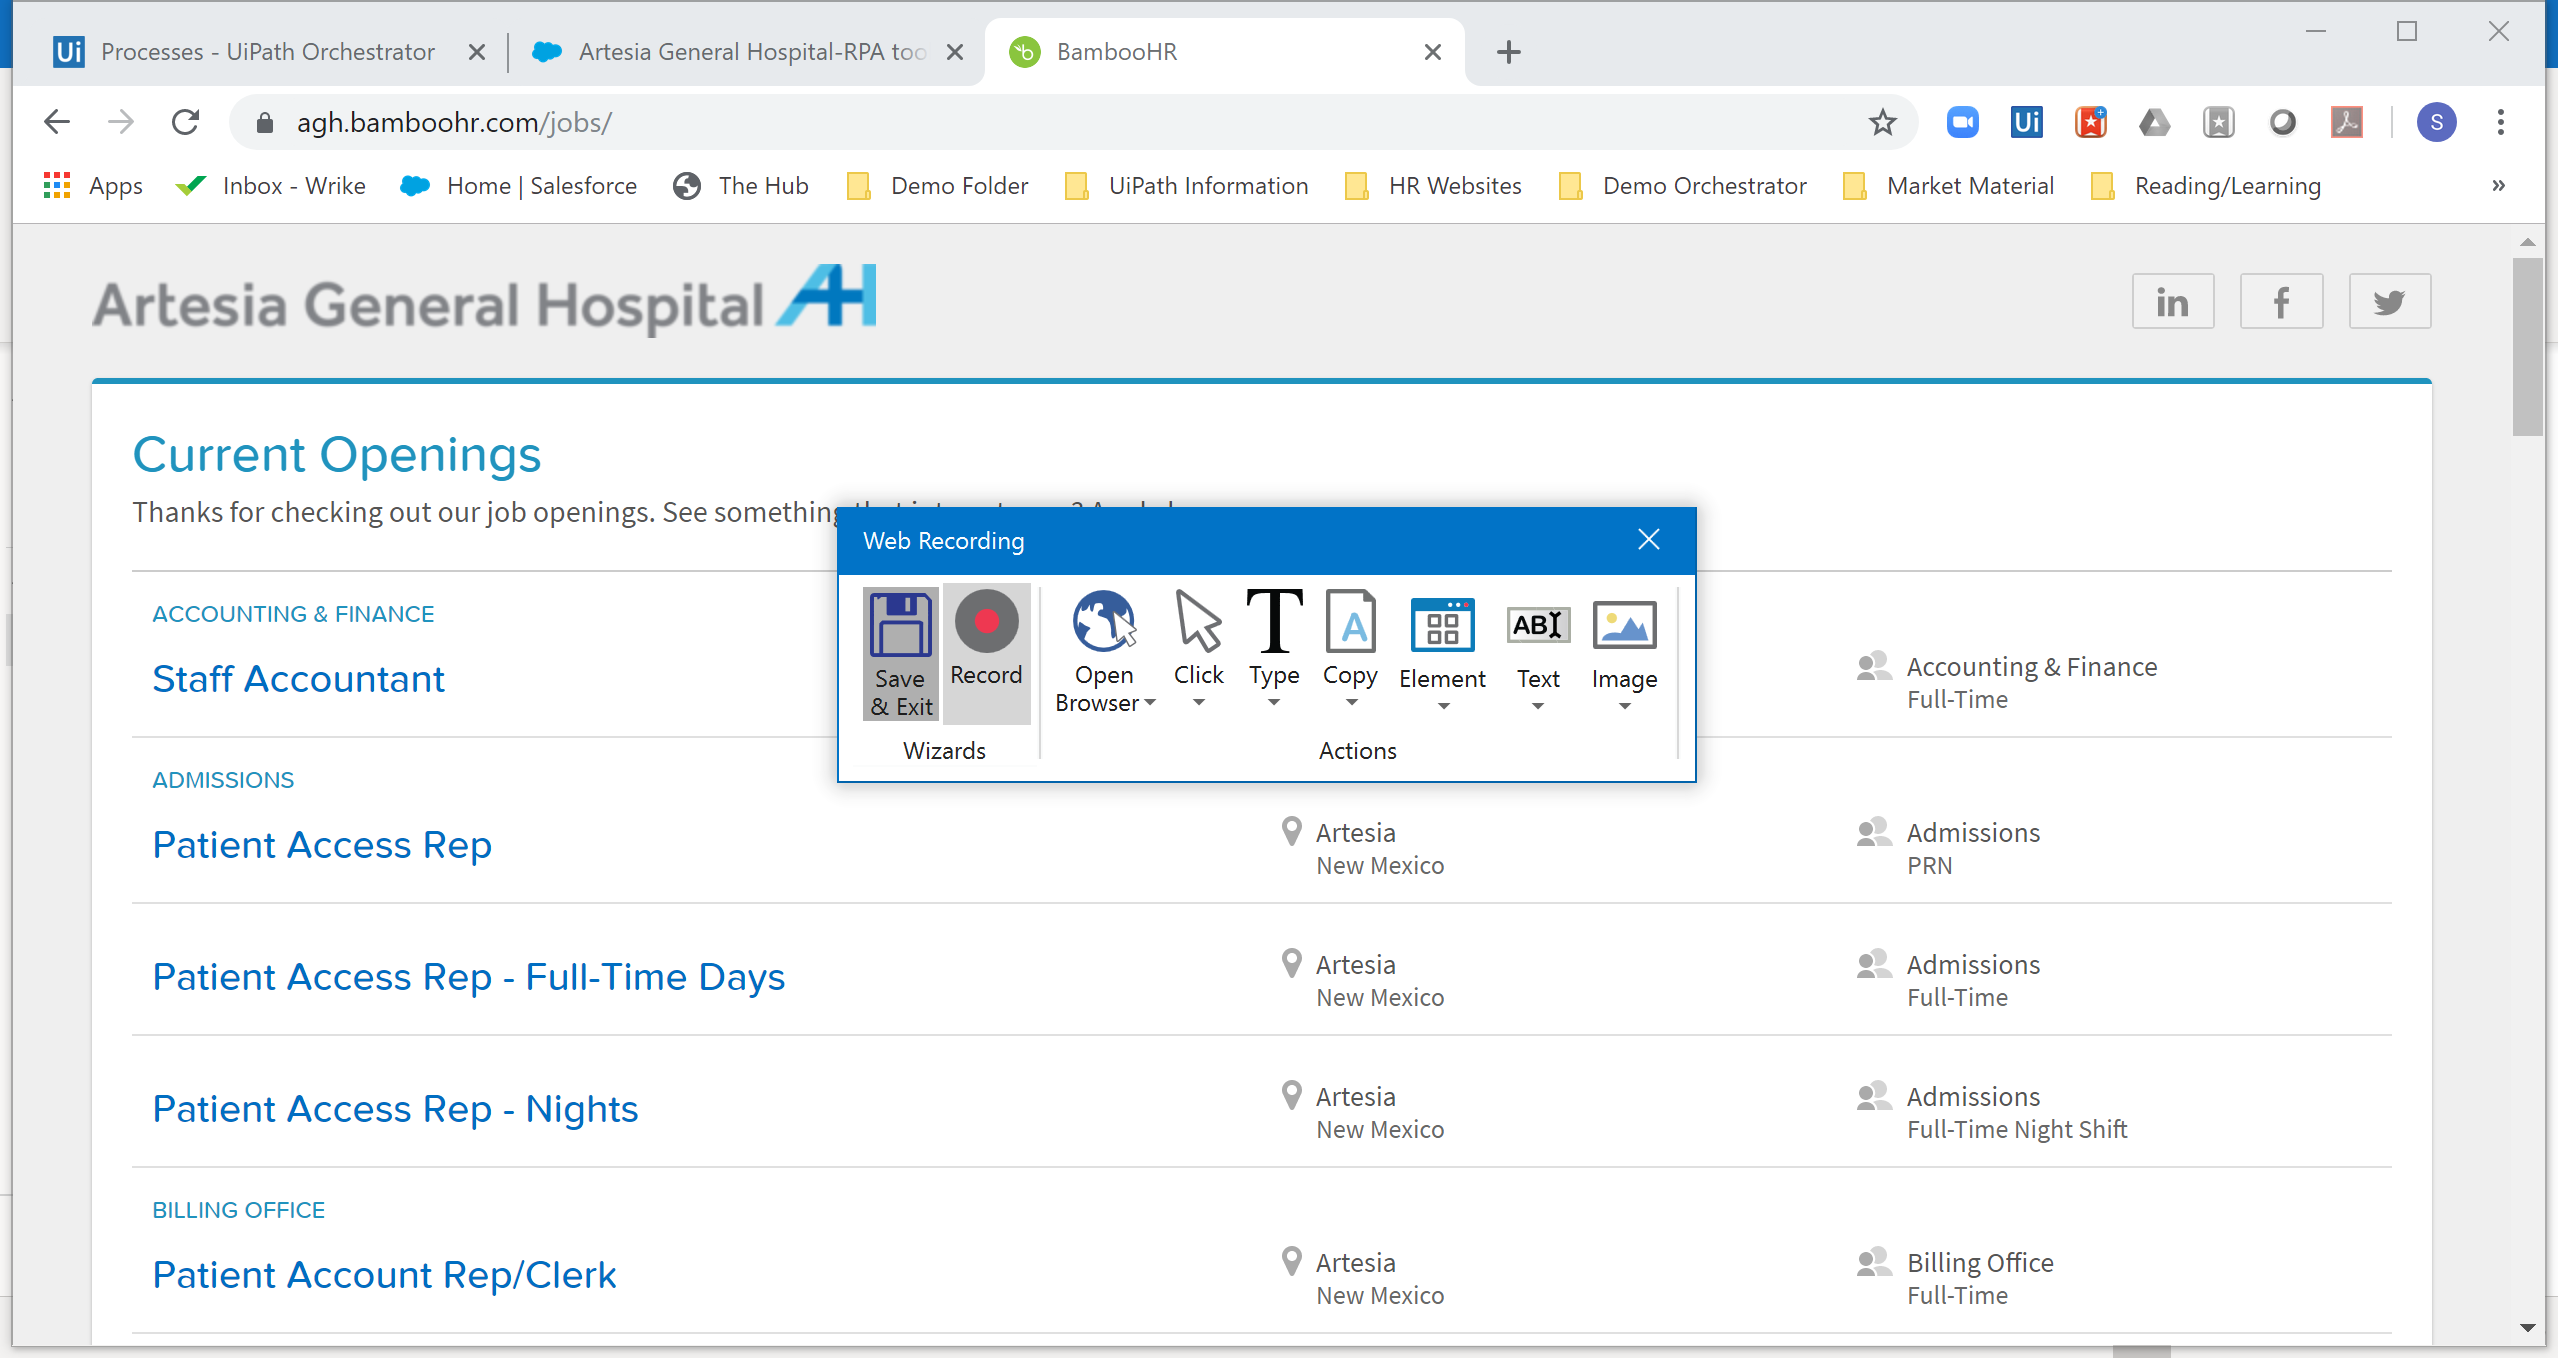 Processes - UiPath Orchestrator
Artesia General Hospital-RPA too
BambooHR
agh.bamboohr.com/jobs/
Apps
Inbox - Wrike
Home | Salesforce
The Hub
Demo Folder
UiPath Information
HR Websites
Demo Orchestrator
Market Material
Reading/Learning
Artesia General Hospital
Current Openings
Thanks for checking out our job openings. See something
Web Recording
Save & Exit
Record
Open Browser
Click
Type
Copy
Element
Text
Image
Wizards
Actions
ACCOUNTING & FINANCE
Staff Accountant
Accounting & Finance
Full-Time
ADMISSIONS
Patient Access Rep
Artesia
New Mexico
Admissions
PRN
Patient Access Rep - Full-Time Days
Artesia
New Mexico
Admissions
Full-Time
Patient Access Rep - Nights
Artesia
New Mexico
Admissions
Full-Time Night Shift
BILLING OFFICE
Patient Account Rep/Clerk
Artesia
New Mexico
Billing Office
Full-Time